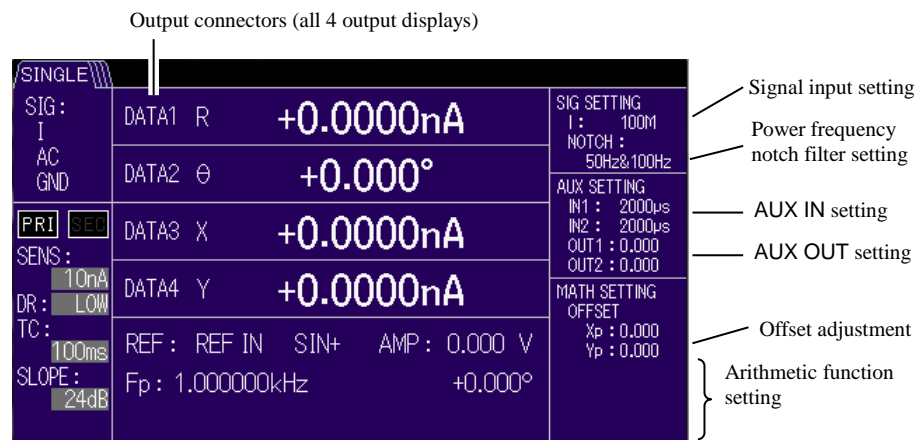 Output connectors (all 4 output displays)
SINGLE
SIG:
I
AC
GND
PRI SEC
SENS:
10nA
DR: LOW
TC:
100ms
SLOPE:
24dB
DATA1 R +0.0000nA
DATA2 θ +0.000°
DATA3 X +0.0000nA
DATA4 Y +0.0000nA
REF: REF IN SIN+ AMP: 0.000 V
Fp: 1.000000kHz +0.000°
SIG SETTING
I: 100M
NOTCH:
50Hz&100Hz
AUX SETTING
IN1: 2000μs
IN2: 2000μs
OUT1:0.000
OUT2:0.000
MATH SETTING
OFFSET
Xp:0.000
Yp:0.000
Signal input setting
Power frequency
notch filter setting
AUX IN setting
AUX OUT setting
Offset adjustment
Arithmetic function
setting